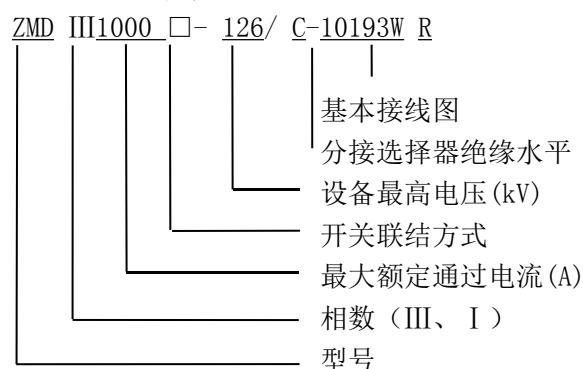 ZMD Ⅲ1000 □- 126/ C-10193W R
基本接线图
分接选择器绝缘水平
设备最高电压(kV)
开关联结方式
最大额定通过电流(A)
相数（Ⅲ、Ⅰ）
型号